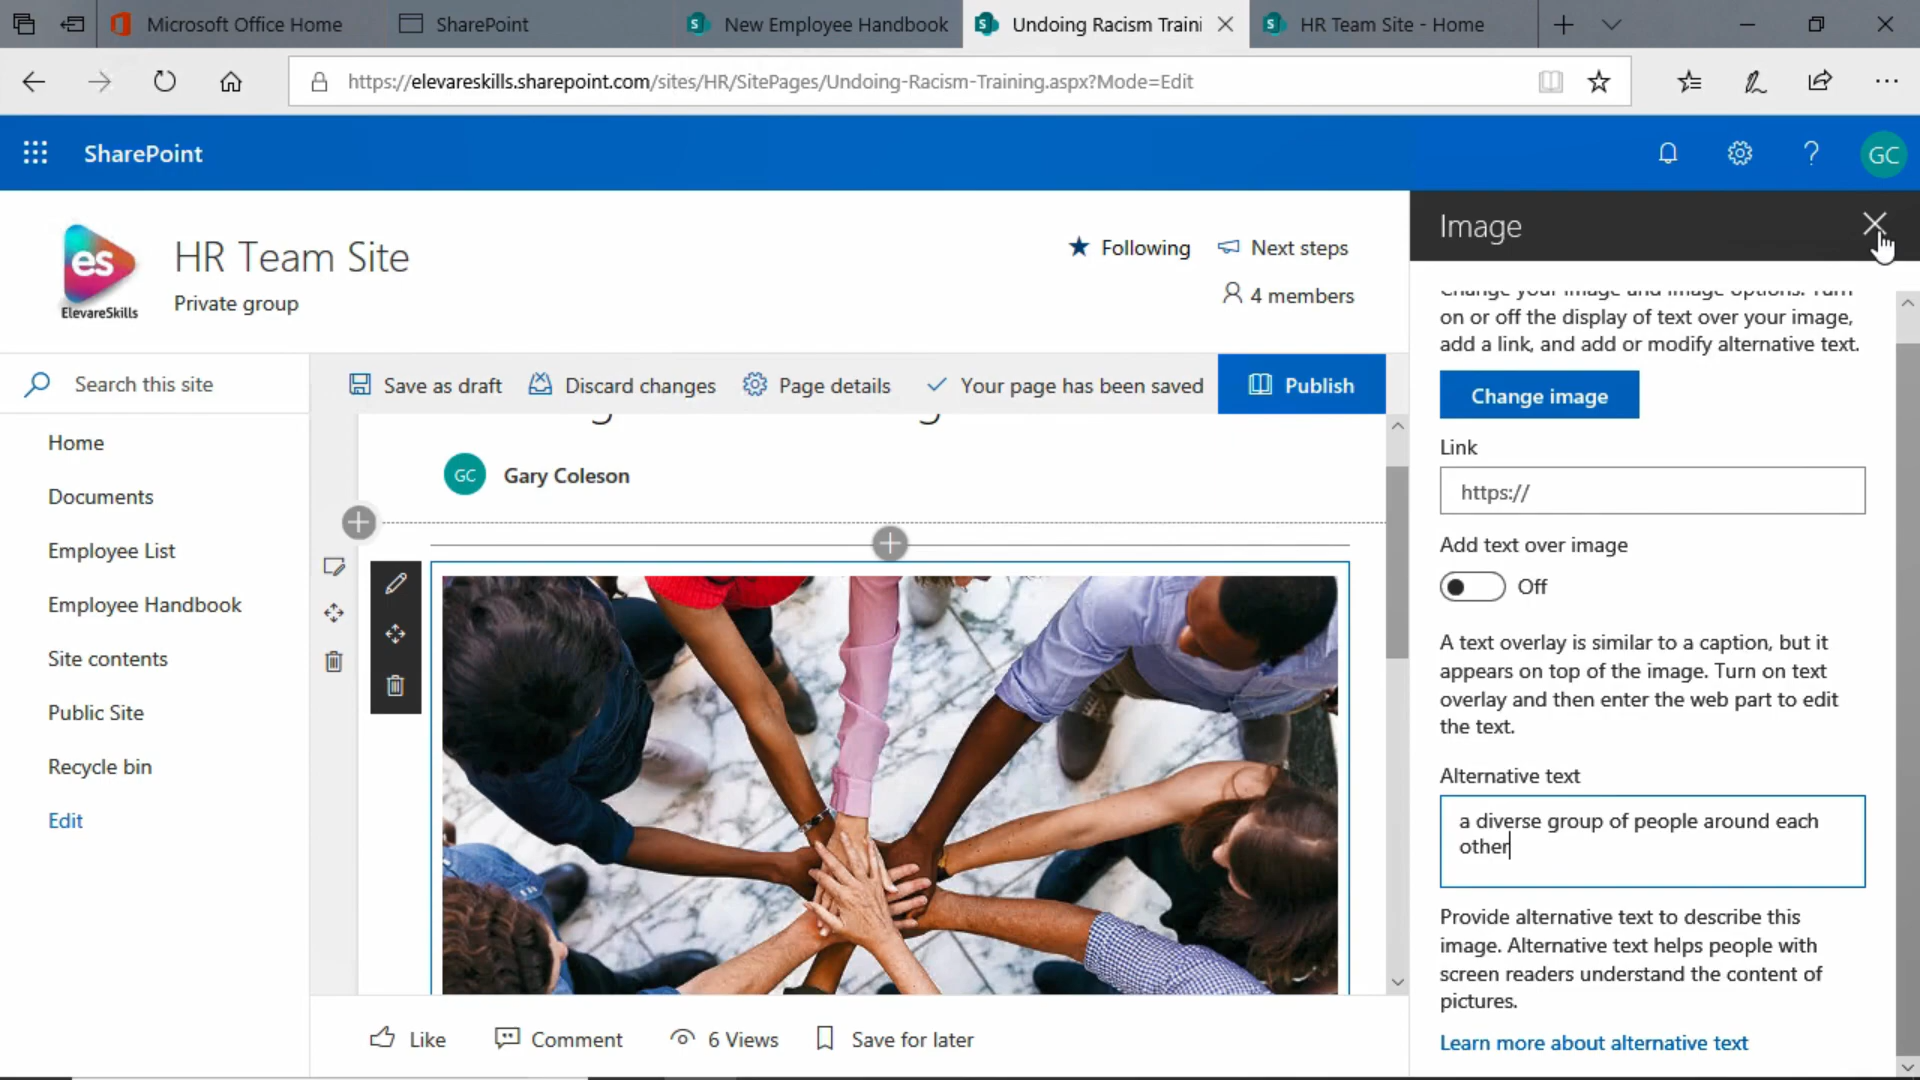 Microsoft Office Home
SharePoint
New Employee Handbook
Undoing Racism Traini
HR Team Site - Home
https://elevareskills.sharepoint.com/sites/HR/SitePages/Undoing-Racism-Training.aspx?Mode=Edit
SharePoint
GC
es
ElevareSkills
HR Team Site
Private group
Following
Next steps
4 members
Search this site
Save as draft
Discard changes
Page details
Your page has been saved
Publish
Home
Documents
Employee List
Employee Handbook
Site contents
Public Site
Recycle bin
Edit
GC
Gary Coleson
Like
Comment
6 Views
Save for later
Image
Change your image and image options. Turn
on or off the display of text over your image,
add a link, and add or modify alternative text.
Change image
Link
https://
Add text over image
Off
A text overlay is similar to a caption, but it
appears on top of the image. Turn on text
overlay and then enter the web part to edit
the text.
Alternative text
a diverse group of people around each
other
Provide alternative text to describe this
image. Alternative text helps people with
screen readers understand the content of
pictures.
Learn more about alternative text